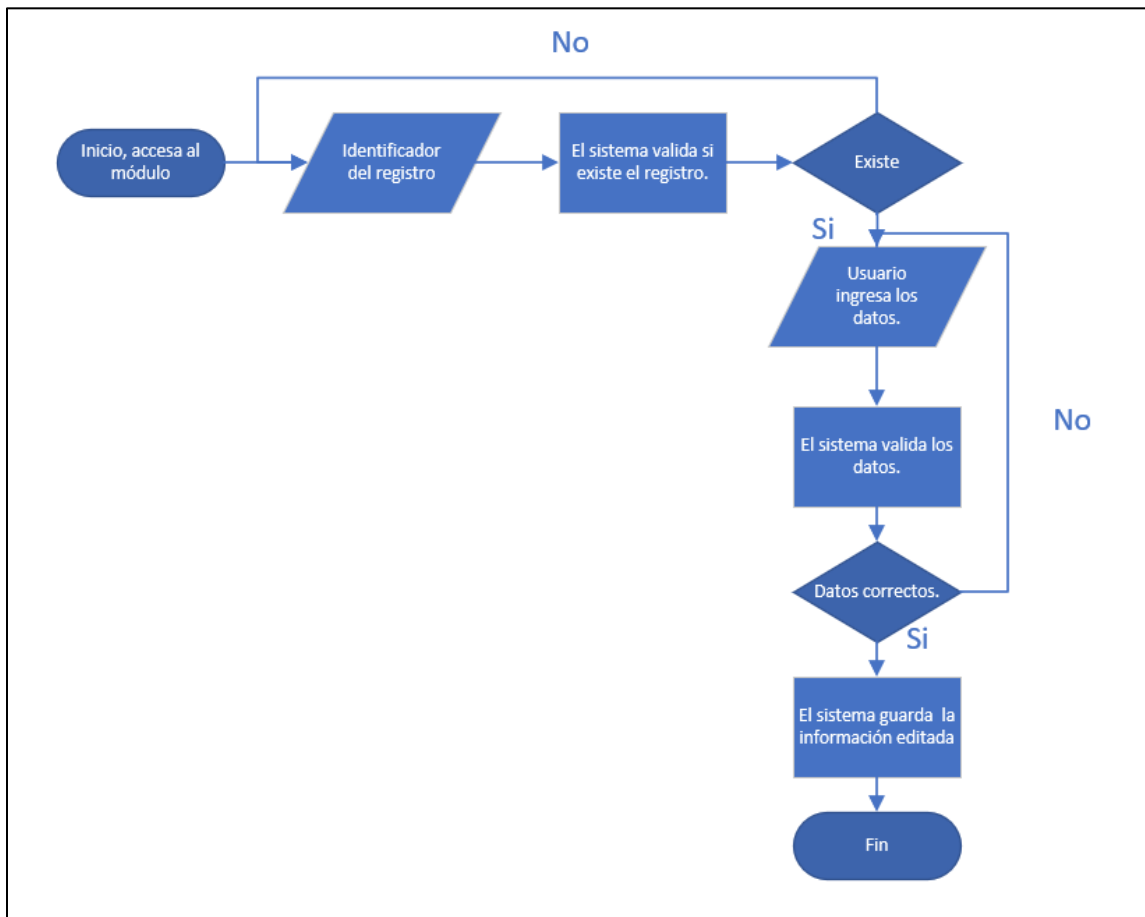 No
Inicio, accesa al
módulo
Identificador
del registro
El sistema valida si
existe el registro.
Existe
Si
Usuario
ingresa los
datos.
No
El sistema valida los
datos.
Datos correctos.
Si
El sistema guarda la
información editada
Fin